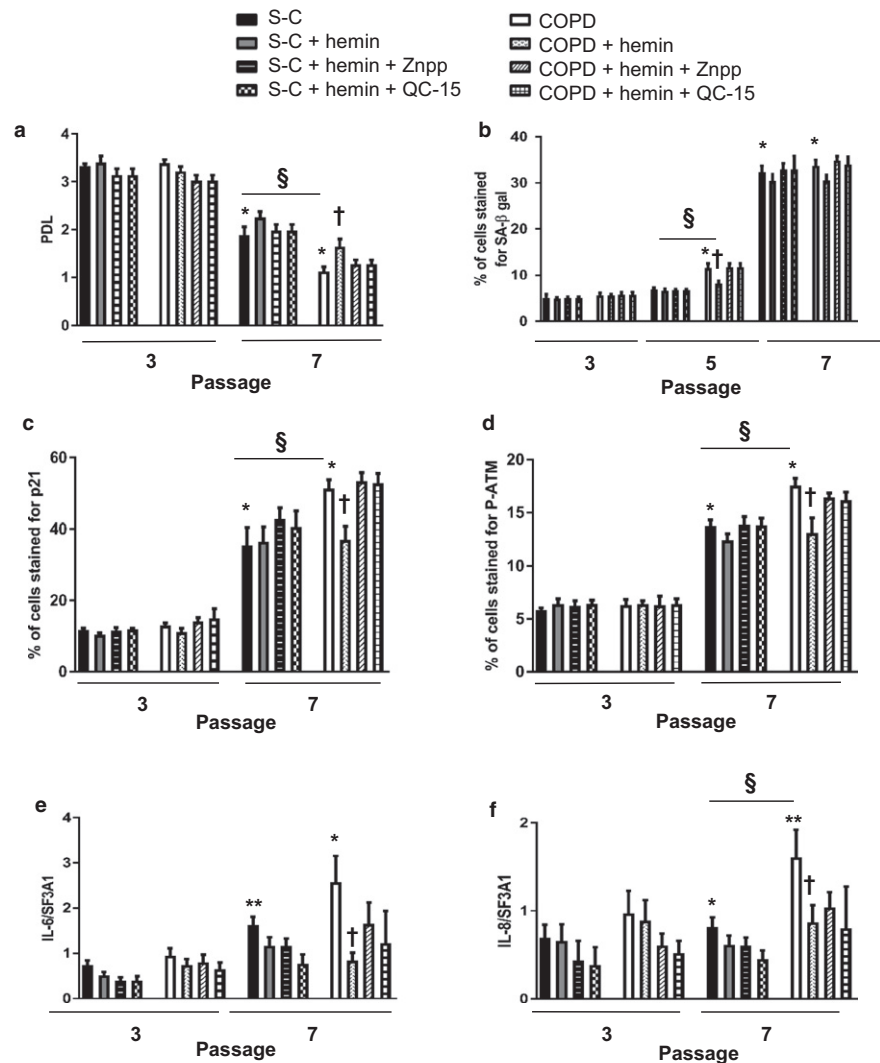 S-C
S-C + hemin
S-C + hemin + Znpp
S-C + hemin + QC-15
COPD
COPD + hemin
COPD + hemin + Znpp
COPD + hemin + QC-15
a
PDL
4
3
2
1
0
§
*
*
†
3
7
Passage
b
% of cells stained
for SA-β gal
40
30
20
10
0
§
*
†
*
*
3
5
7
Passage
c
% of cells stained for p21
60
40
20
0
§
*
*
†
3
7
Passage
d
% of cells stained for P-ATM
20
15
10
5
0
§
*
*
†
3
7
Passage
e
IL-6/SF3A1
4
3
2
1
0
**
*
†
3
7
Passage
f
IL-8/SF3A1
2
1
0
§
*
**
†
3
7
Passage